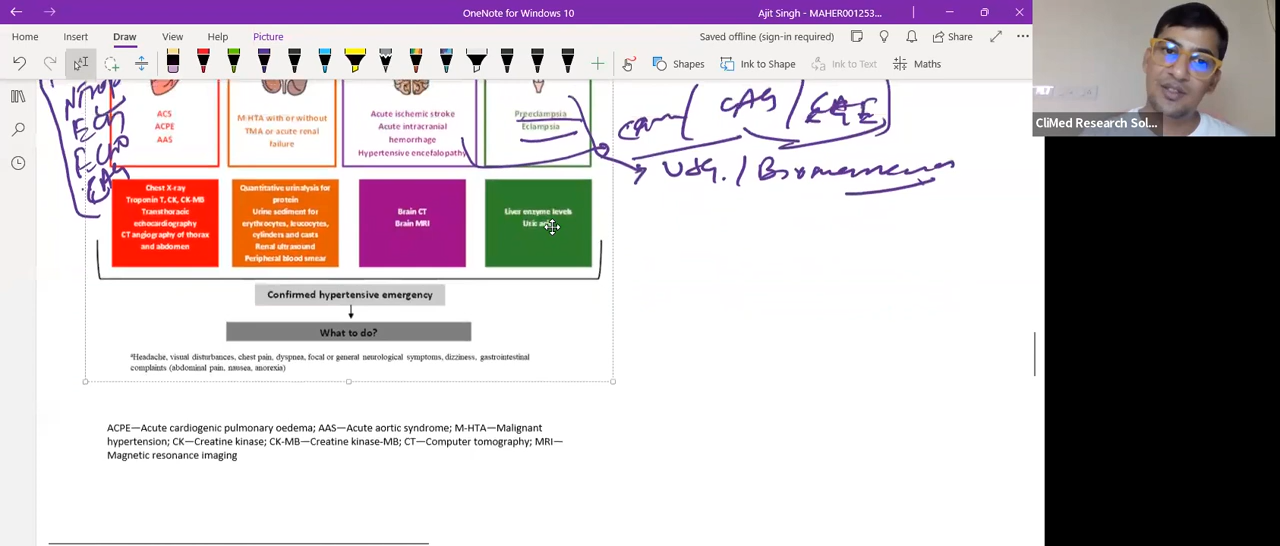 OneNote for Windows 10
Ajit Singh - MAHER001253...
Home Insert Draw View Help Picture
Saved offline (sign-in required)
Share
Shapes
Ink to Shape
Ink to Text
Maths
CliMed Research Sol...
ECHO
CAG / EEG
USG. / Biomarkers
ACS
ACPE
AAS
M-HTA with or without
TMA or acute renal
failure
Acute ischemic stroke
Acute intracranial
hemorrhage
Hypertensive encefalopathy
Preeclampsia
Eclampsia
Chest X-ray
Troponin T, CK, CK-MB
Transthoracic
echocardiography
CT angiography of thorax
and abdomen
Quantitative urinalysis for
protein
Urine sediment for
erythrocytes, leucocytes,
cylinders and casts
Renal ultrasound
Peripheral blood smear
Brain CT
Brain MRI
Liver enzyme levels
Uric
Confirmed hypertensive emergency
What to do?
ᵃHeadache, visual disturbances, chest pain, dyspnea, focal or general neurological symptoms, dizziness, gastrointestinal
complaints (abdominal pain, nausea, anorexia)
ACPE—Acute cardiogenic pulmonary oedema; AAS—Acute aortic syndrome; M-HTA—Malignant
hypertension; CK—Creatine kinase; CK-MB—Creatine kinase-MB; CT—Computer tomography; MRI—
Magnetic resonance imaging